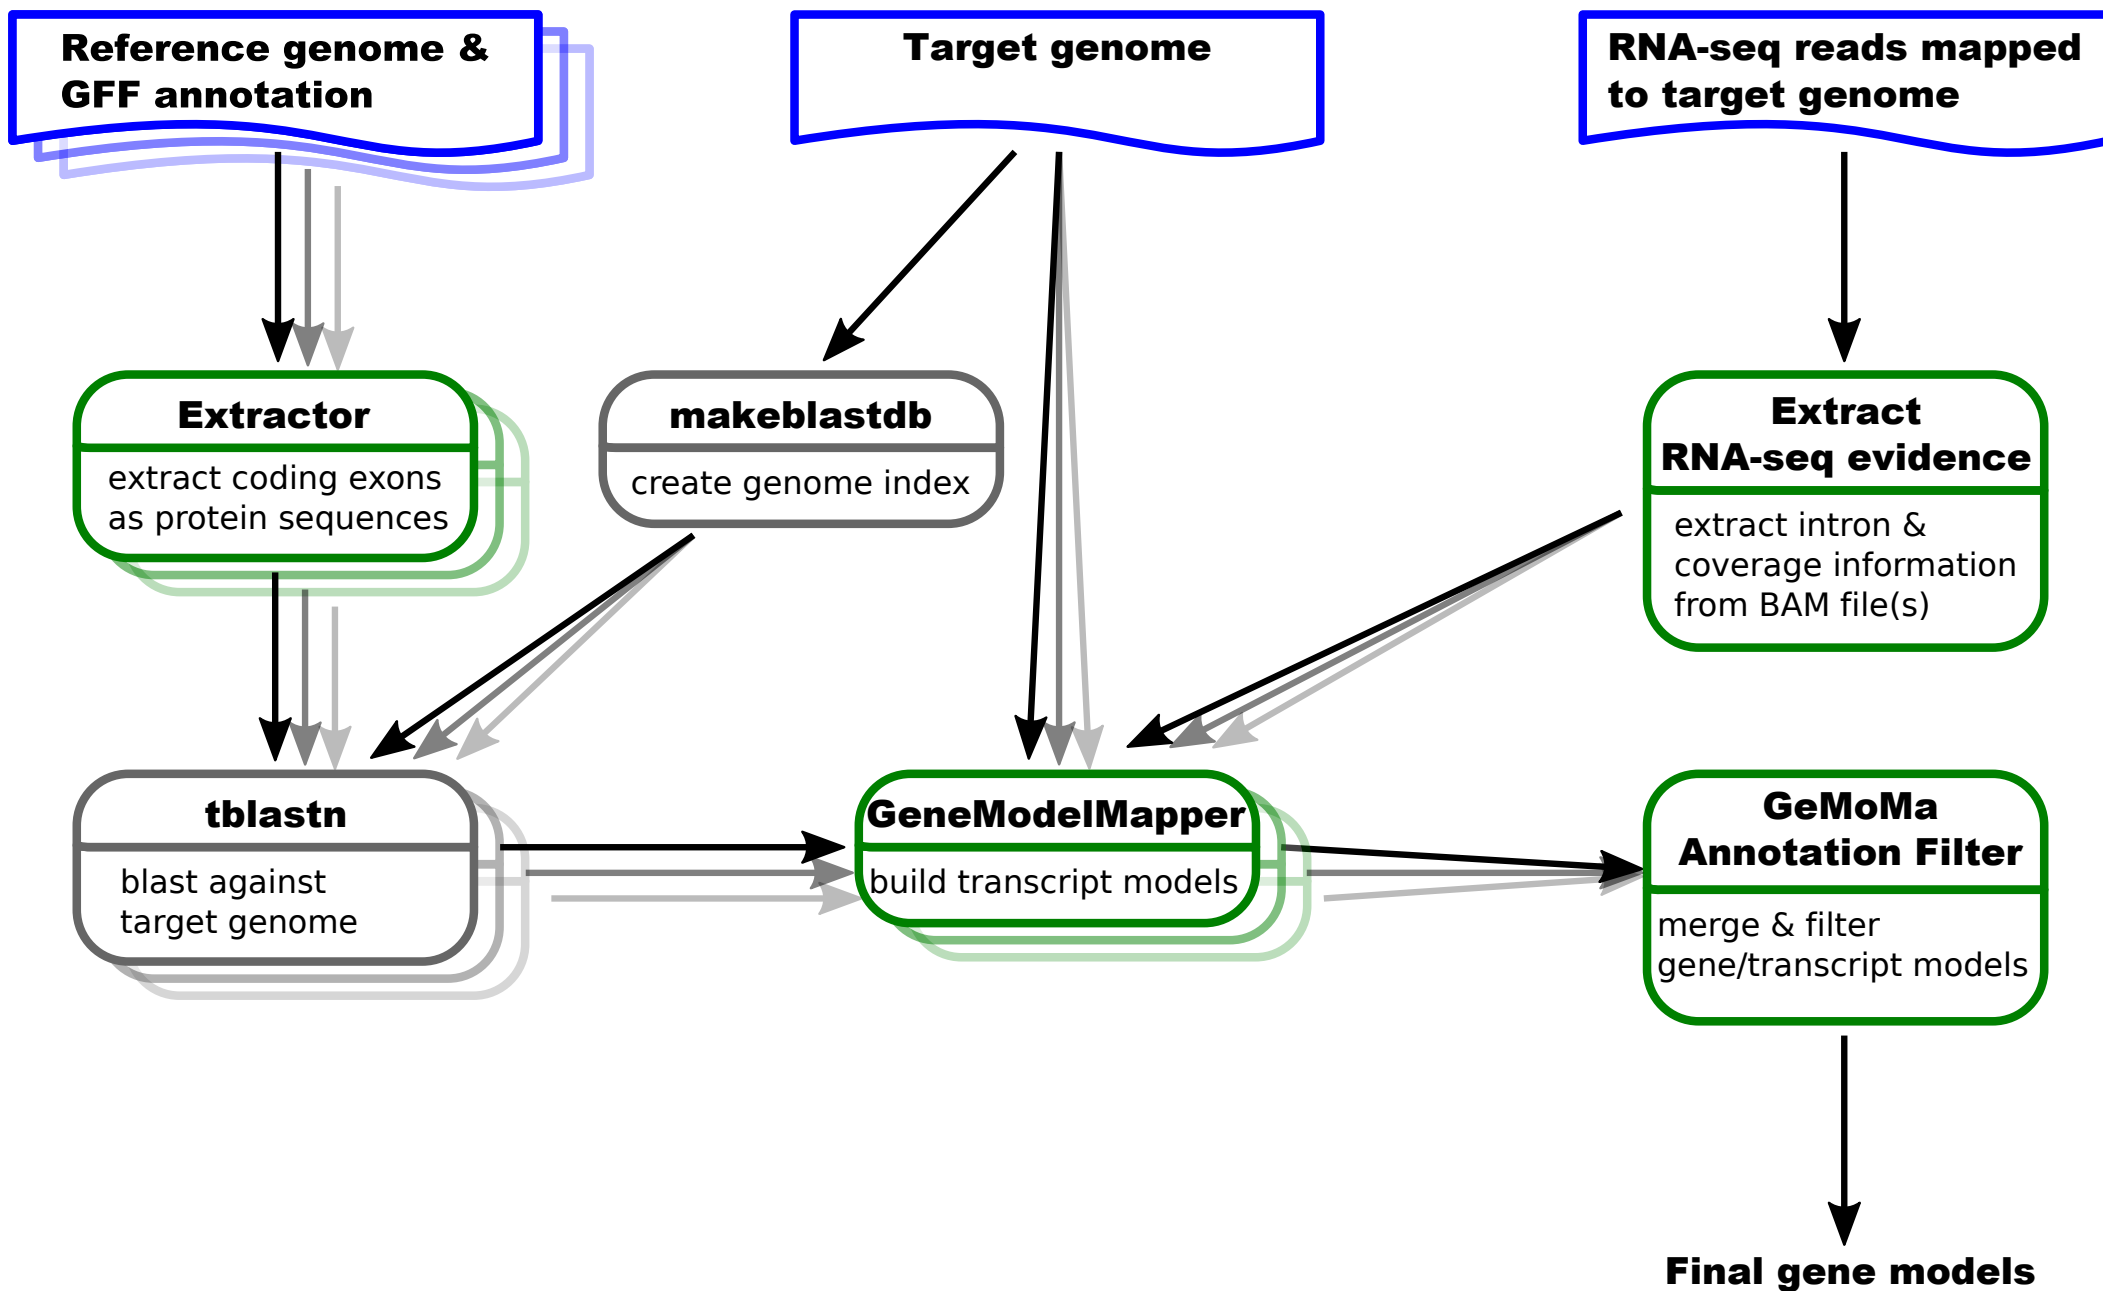 Reference genome &
GFF annotation
Target genome
RNA-seq reads mapped
to target genome
Extractor
extract coding exons
as protein sequences
makeblastdb
create genome index
Extract
RNA-seq evidence
extract intron &
coverage information
from BAM file(s)
tblastn
blast against
target genome
GeneModelMapper
build transcript models
GeMoMa
Annotation Filter
merge & filter
gene/transcript models
Final gene models